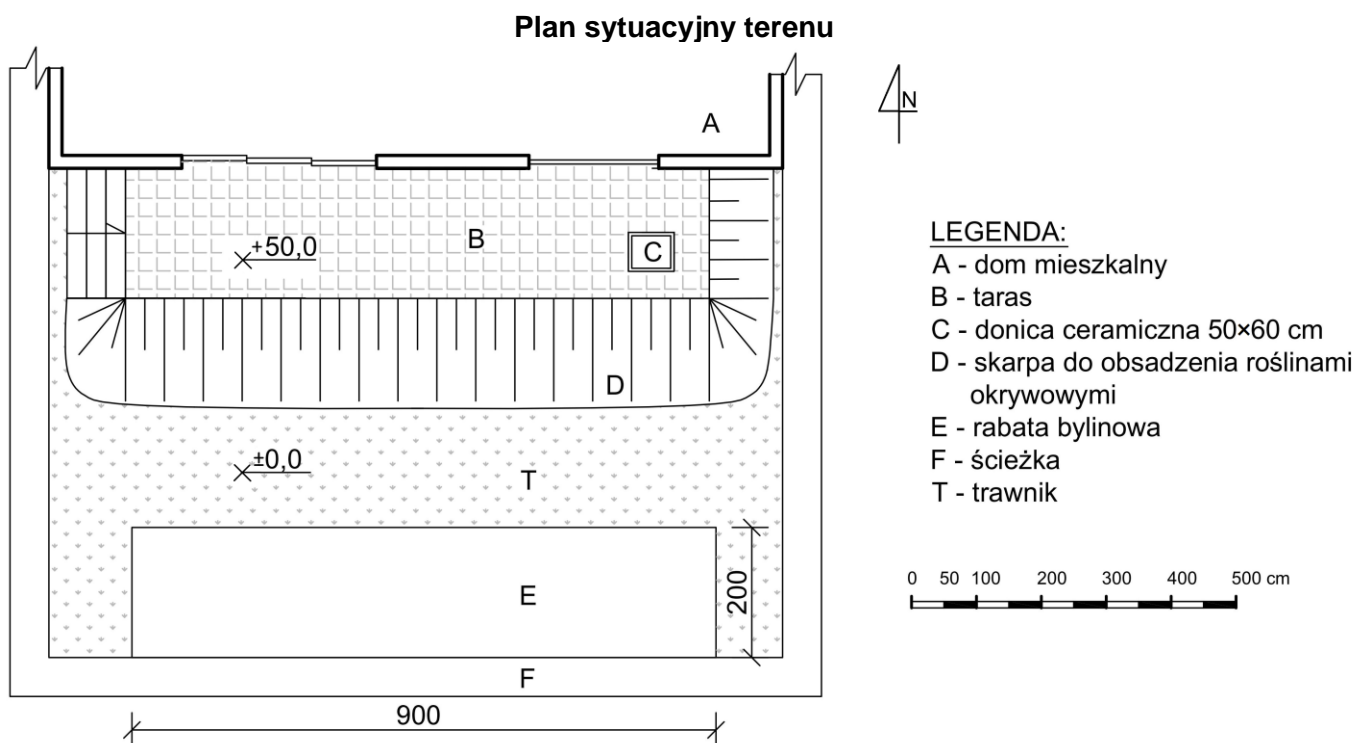 Plan sytuacyjny terenu
A
N
B
+50,0
C
D
±0,0
T
E
200
F
900
LEGENDA:
A - dom mieszkalny
B - taras
C - donica ceramiczna 50×60 cm
D - skarpa do obsadzenia roślinami
okrywowymi
E - rabata bylinowa
F - ścieżka
T - trawnik
0 50 100 200 300 400 500 cm